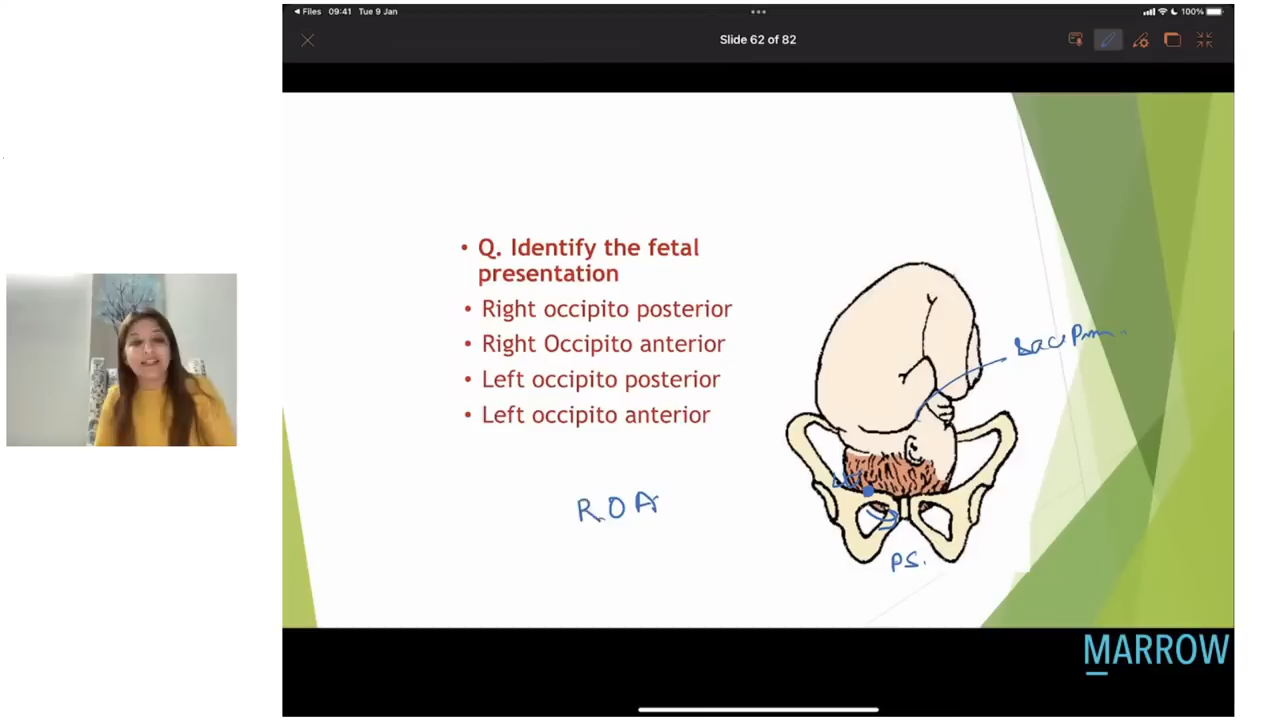 Files 09:41 Tue 9 Jan
100%
Slide 62 of 82
• Q. Identify the fetal
presentation
• Right occipito posterior
• Right Occipito anterior
• Left occipito posterior
• Left occipito anterior
ROA
PS.
MARROW